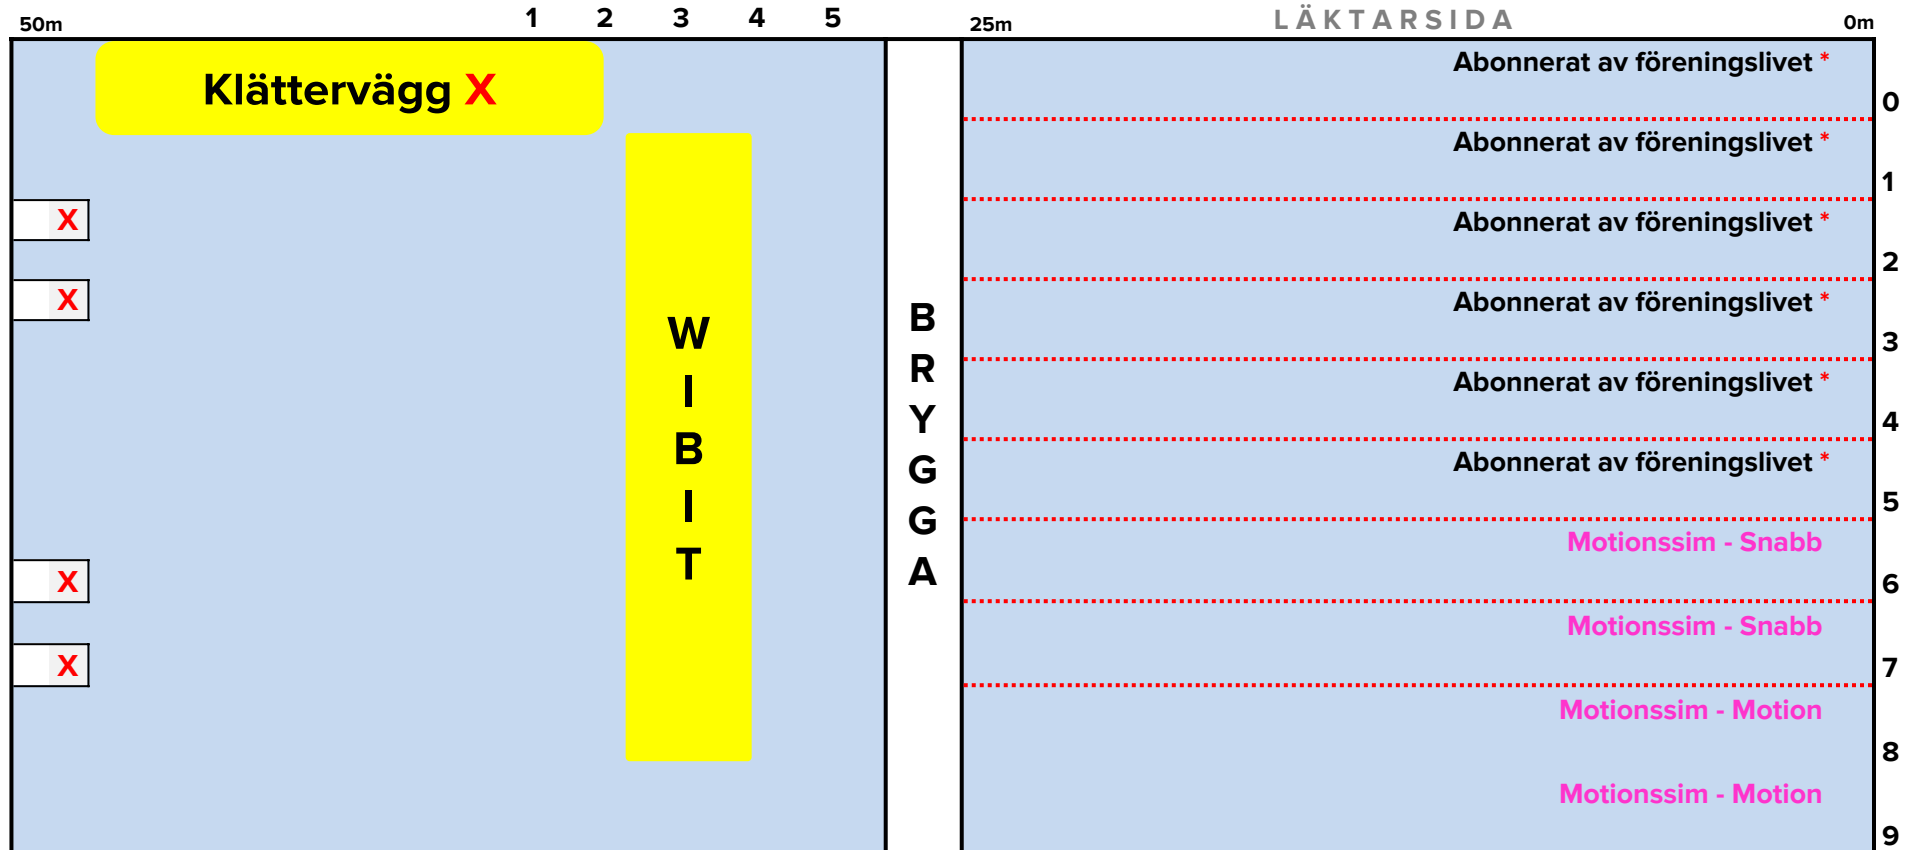 50m 1 2 3 4 5 25m LÄKTARSIDA 0m
Klättervägg X
X
X
X
X
W
I
B
I
T
B
R
Y
G
G
A
Abonnerat av föreningslivet *
0
Abonnerat av föreningslivet *
1
Abonnerat av föreningslivet *
2
Abonnerat av föreningslivet *
3
Abonnerat av föreningslivet *
4
Abonnerat av föreningslivet *
5
Motionssim - Snabb
6
Motionssim - Snabb
7
Motionssim - Motion
8
Motionssim - Motion
9